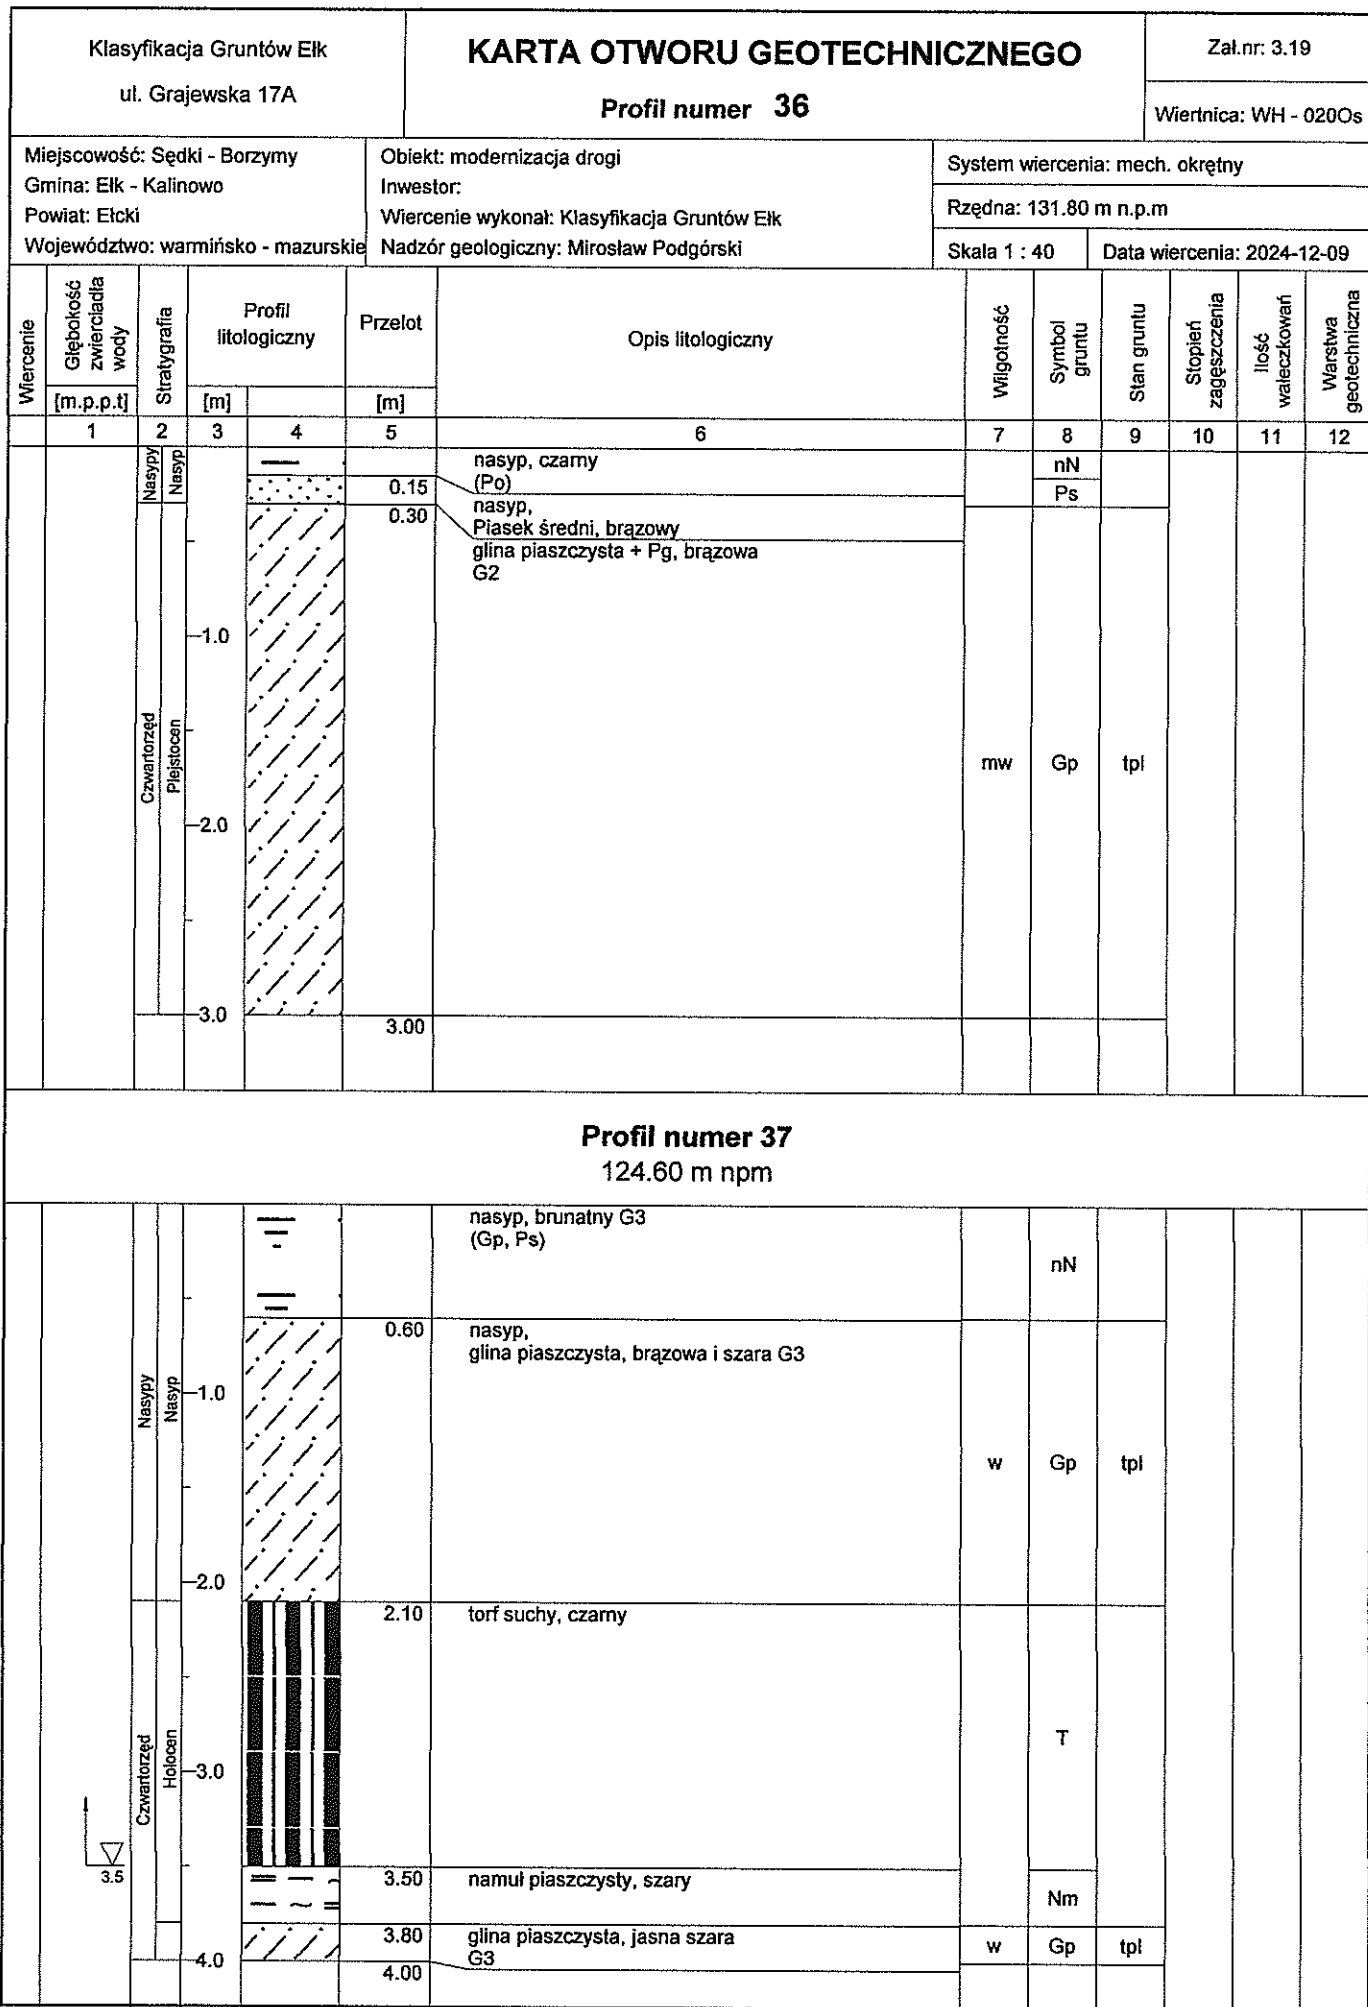 Klasyfikacja Gruntów Ełk
ul. Grajewska 17A
KARTA OTWORU GEOTECHNICZNEGO
Profil numer 36
Zał.nr: 3.19
Wiertnica: WH - 020Os
Miejscowość: Sędki - Borzymy
Gmina: Ełk - Kalinowo
Powiat: Ełcki
Województwo: warmińsko - mazurskie
Obiekt: modernizacja drogi
Inwestor:
Wiercenie wykonał: Klasyfikacja Gruntów Ełk
Nadzór geologiczny: Mirosław Podgórski
System wiercenia: mech. okrętny
Rzędna: 131.80 m n.p.m
Skala 1 : 40
Data wiercenia: 2024-12-09
Wiercenie
Głębokość
zwierciadła
wody
[m.p.p.t]
Stratygrafia
Profil
litologiczny
[m]
Przelot
[m]
Opis litologiczny
Wilgotność
Symbol
gruntu
Stan gruntu
Stopień
zagęszczenia
Ilość
wałeczkowań
Warstwa
geotechniczna
1 2 3 4 5 6 7 8 9 10 11 12
Nasypy
Nasyp
nasyp, czarny
(Po)
nN
0.15
nasyp,
Piasek średni, brązowy
Ps
0.30
glina piaszczysta + Pg, brązowa
G2
Czwartorzęd
Plejstocen
1.0
2.0
3.0
mw Gp tpl
3.00
Profil numer 37
124.60 m npm
Nasypy
Nasyp
nasyp, brunatny G3
(Gp, Ps)
nN
0.60
nasyp,
glina piaszczysta, brązowa i szara G3
1.0
w Gp tpl
2.0
2.10
torf suchy, czarny
Czwartorzęd
Holocen
T
3.0
3.5
3.50
namuł piaszczysty, szary
Nm
3.80
glina piaszczysta, jasna szara
G3
w Gp tpl
4.0
4.00